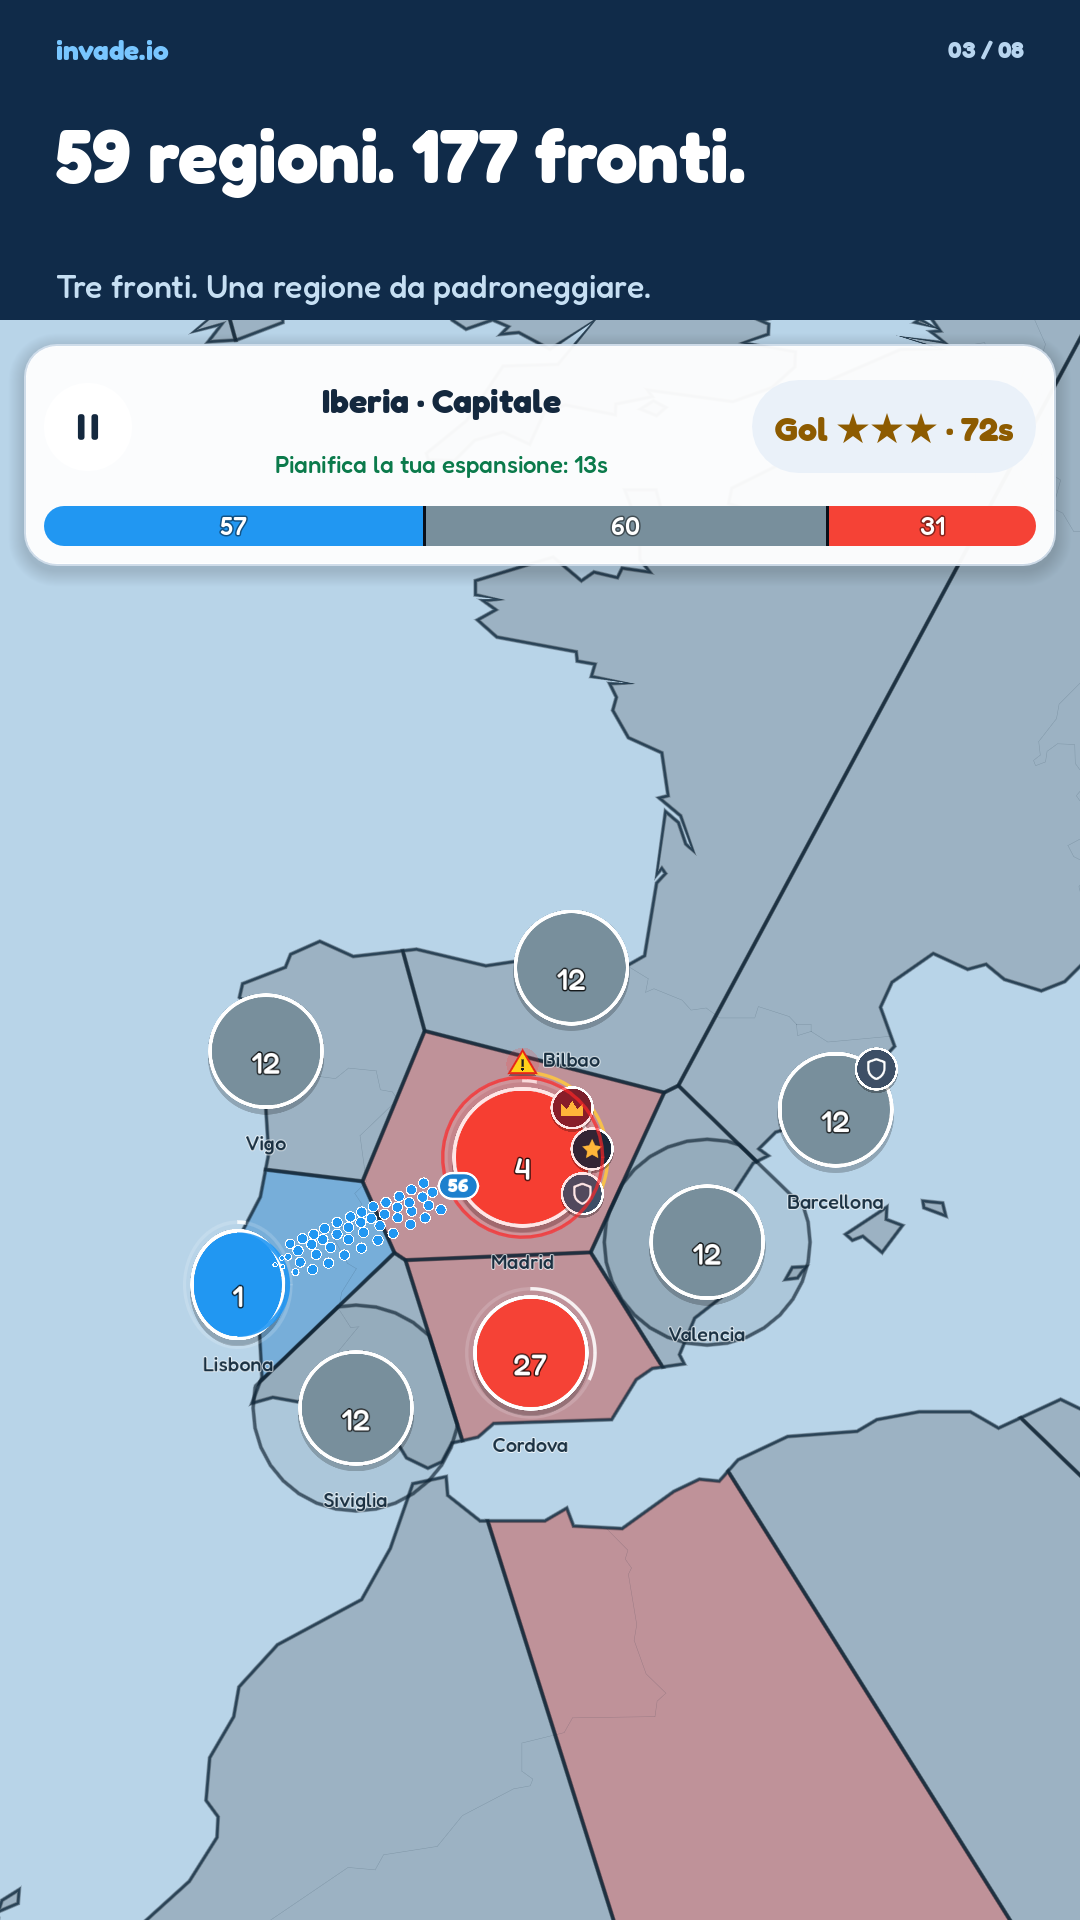 invade.io
03 / 08
59 regioni. 177 fronti.
Tre fronti. Una regione da padroneggiare.
Iberia · Capitale
Gol ★★★ · 72s
Pianifica la tua espansione: 13s
57
60
31
12
Bilbao
12
Vigo
12
Barcellona
4
56
Madrid
12
Valencia
1
Lisbona
27
Cordova
12
Siviglia